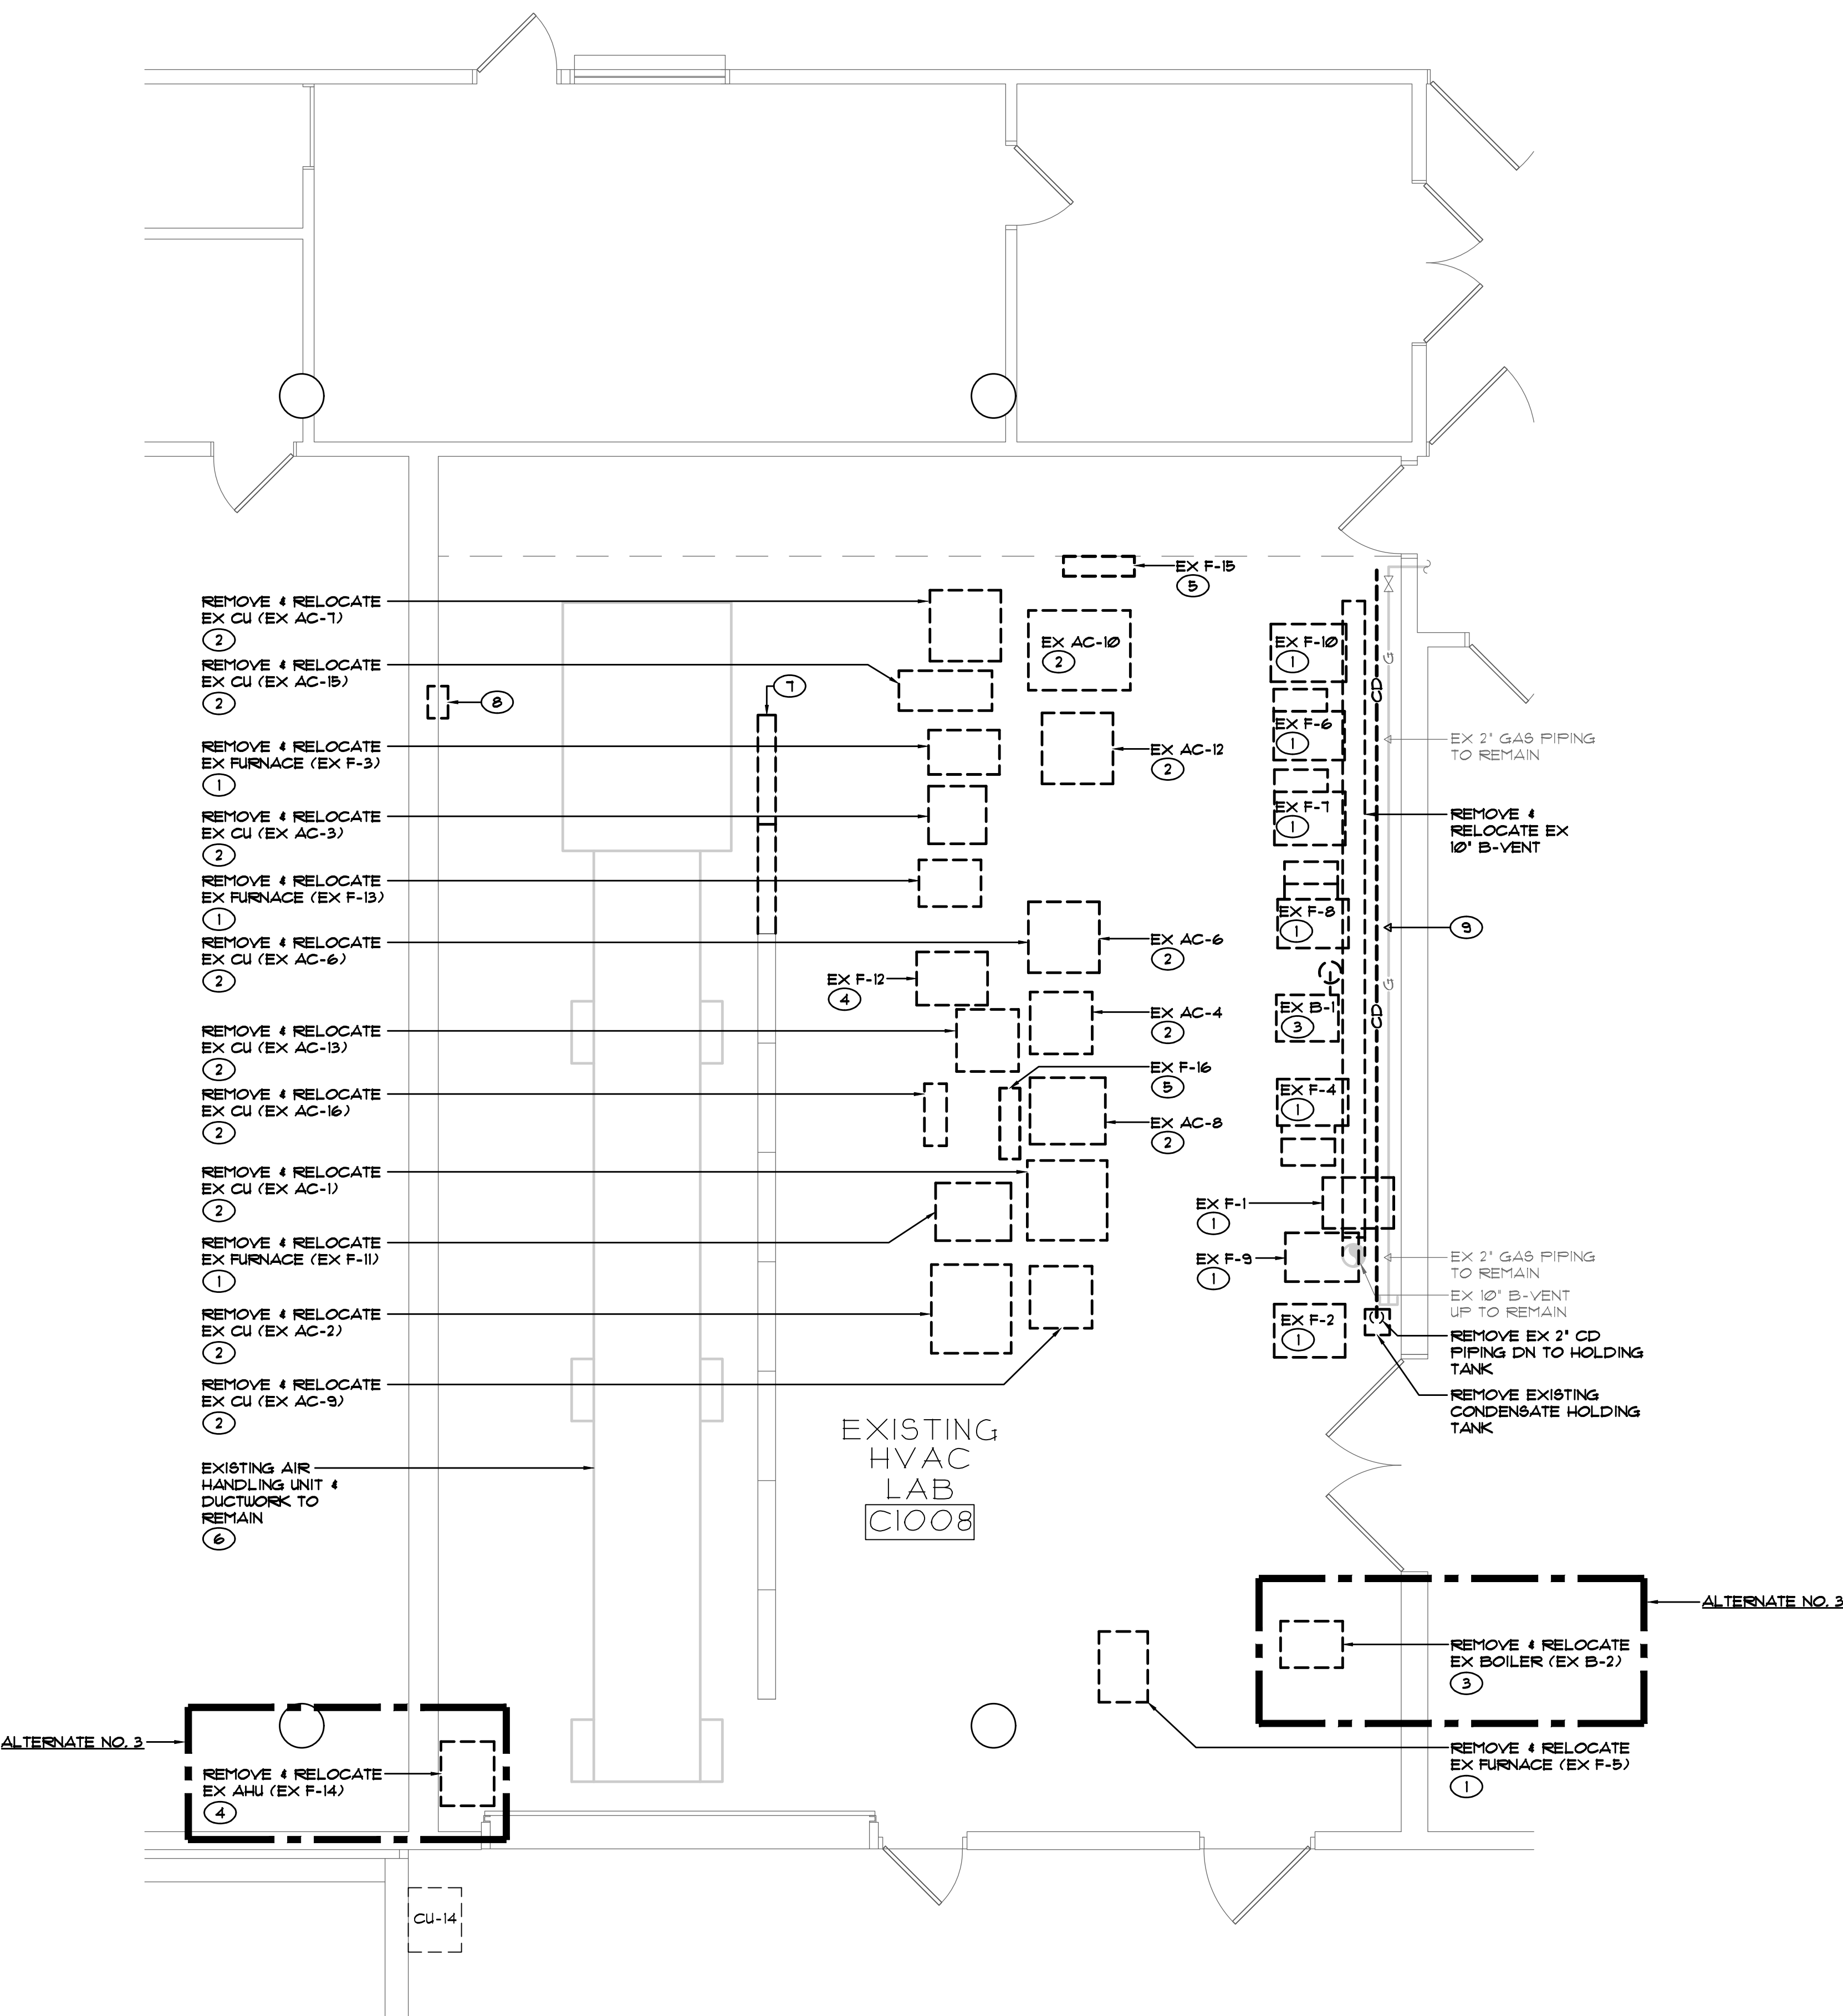 EX F-15
5
REMOVE & RELOCATE
EX CU (EX AC-7)
2
REMOVE & RELOCATE
EX CU (EX AC-15)
2
8
7
REMOVE & RELOCATE
EX FURNACE (EX F-3)
1
REMOVE & RELOCATE
EX CU (EX AC-3)
2
REMOVE & RELOCATE
EX FURNACE (EX F-13)
1
REMOVE & RELOCATE
EX CU (EX AC-6)
2
REMOVE & RELOCATE
EX CU (EX AC-13)
2
REMOVE & RELOCATE
EX CU (EX AC-16)
2
REMOVE & RELOCATE
EX CU (EX AC-1)
2
REMOVE & RELOCATE
EX FURNACE (EX F-11)
1
REMOVE & RELOCATE
EX CU (EX AC-2)
2
REMOVE & RELOCATE
EX CU (EX AC-9)
2
EXISTING AIR
HANDLING UNIT &
DUCTWORK TO
REMAIN
6
EX AC-10
2
EX AC-12
2
EX AC-6
2
EX F-12
4
EX AC-4
2
EX F-16
5
EX AC-8
2
EX F-10
1
EX F-6
1
EX F-7
1
EX F-8
1
EX B-1
3
EX F-4
1
EX F-1
1
EX F-9
1
EX F-2
1
CD
CD
G
G
EX 2" GAS PIPING
TO REMAIN
REMOVE &
RELOCATE EX
10" B-VENT
9
EX 2" GAS PIPING
TO REMAIN
EX 10" B-VENT
UP TO REMAIN
REMOVE EX 2" CD
PIPING DN TO HOLDING
TANK
REMOVE EXISTING
CONDENSATE HOLDING
TANK
EXISTING
HVAC
LAB
C1008
ALTERNATE NO. 3
REMOVE & RELOCATE
EX BOILER (EX B-2)
3
REMOVE & RELOCATE
EX FURNACE (EX F-5)
1
ALTERNATE NO. 3
REMOVE & RELOCATE
EX AHU (EX F-14)
4
CU-14